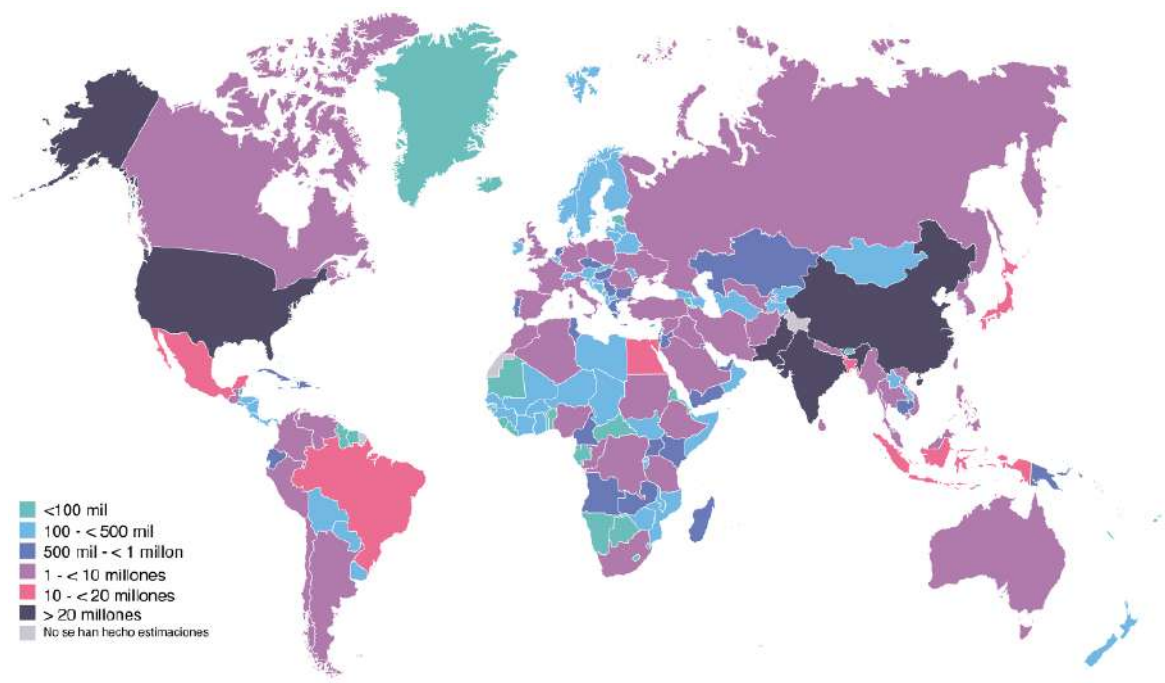 <100 mil
100 - < 500 mil
500 mil - < 1 millon
1 - < 10 millones
10 - < 20 millones
> 20 millones
No se han hecho estimaciones